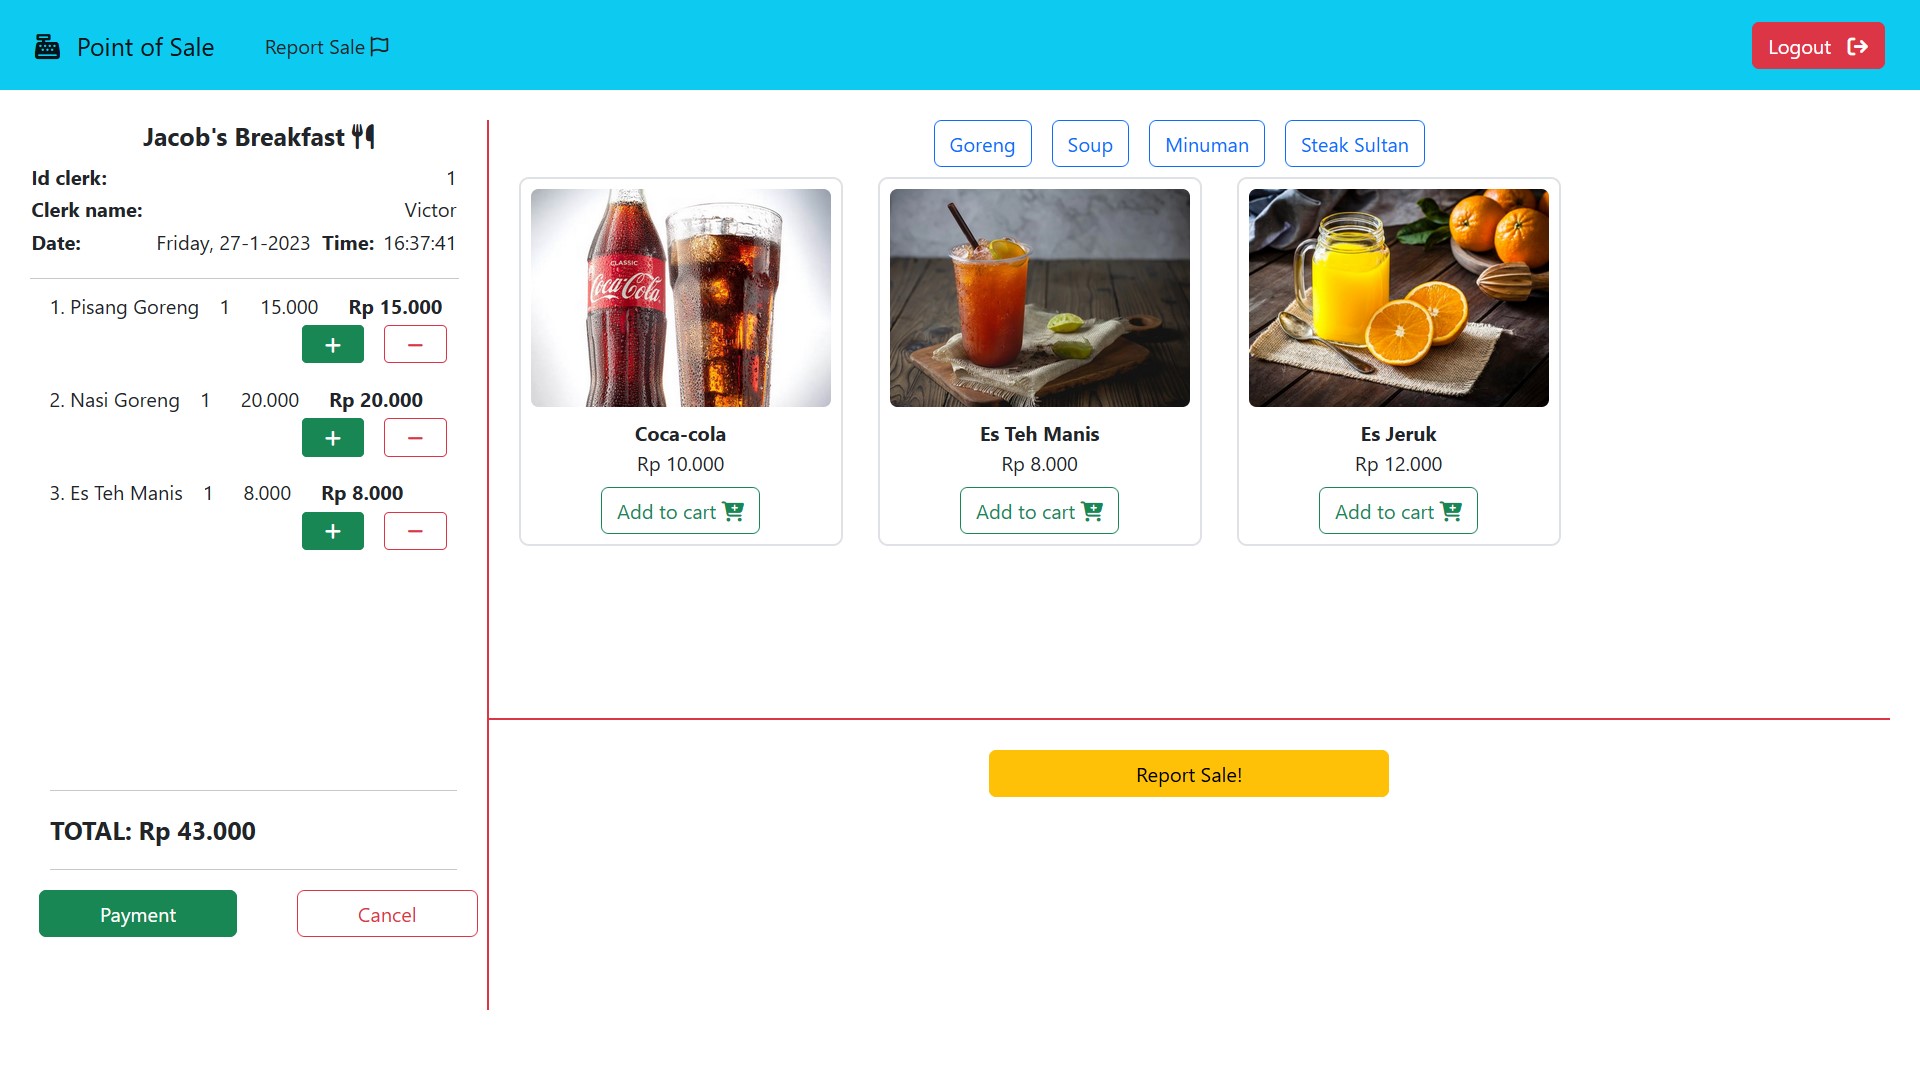 Point of Sale
Report Sale
Logout
Jacob's Breakfast
Id clerk: 1
Clerk name: Victor
Date: Friday, 27-1-2023 Time: 16:37:41
1. Pisang Goreng 1 15.000 Rp 15.000
+ −
2. Nasi Goreng 1 20.000 Rp 20.000
+ −
3. Es Teh Manis 1 8.000 Rp 8.000
+ −
TOTAL: Rp 43.000
Payment Cancel
Goreng Soup Minuman Steak Sultan
CLASSIC
Coca-Cola
Coca-cola
Rp 10.000
Add to cart
Es Teh Manis
Rp 8.000
Add to cart
Es Jeruk
Rp 12.000
Add to cart
Report Sale!